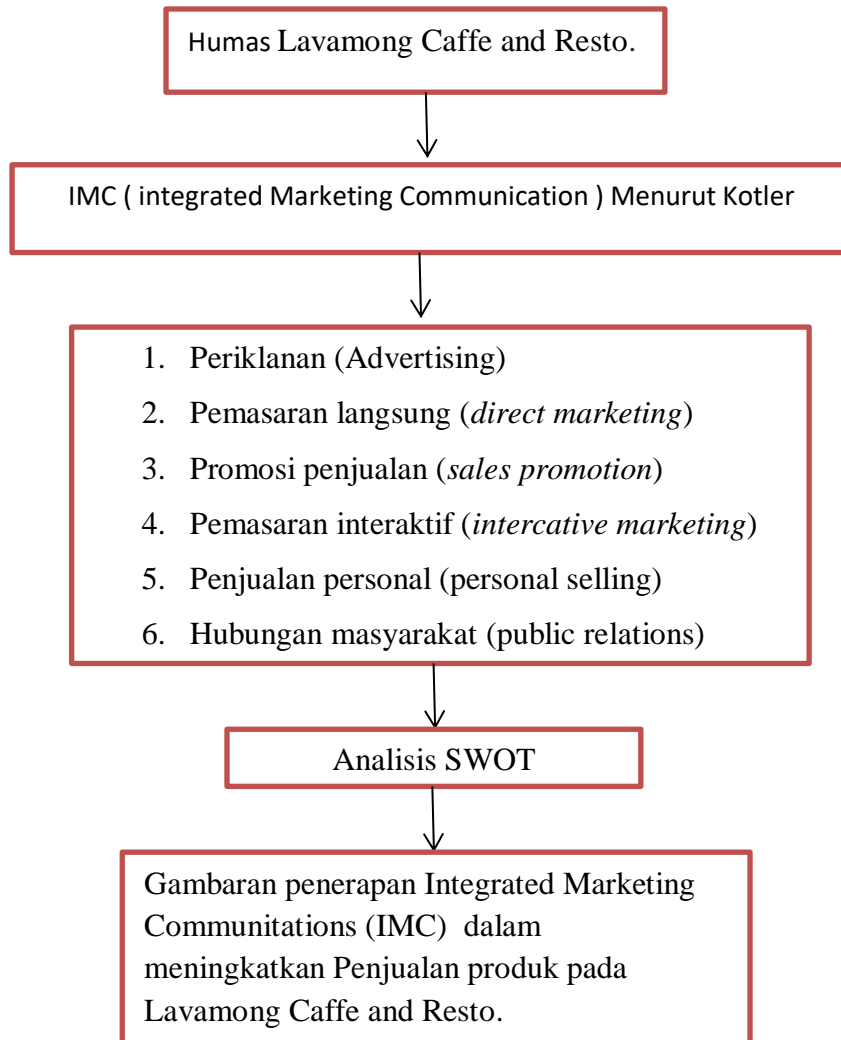 Humas Lavamong Caffe and Resto.
IMC ( integrated Marketing Communication ) Menurut Kotler
1. Periklanan (Advertising)
2. Pemasaran langsung (direct marketing)
3. Promosi penjualan (sales promotion)
4. Pemasaran interaktif (intercative marketing)
5. Penjualan personal (personal selling)
6. Hubungan masyarakat (public relations)
Analisis SWOT
Gambaran penerapan Integrated Marketing
Communitations (IMC) dalam
meningkatkan Penjualan produk pada
Lavamong Caffe and Resto.